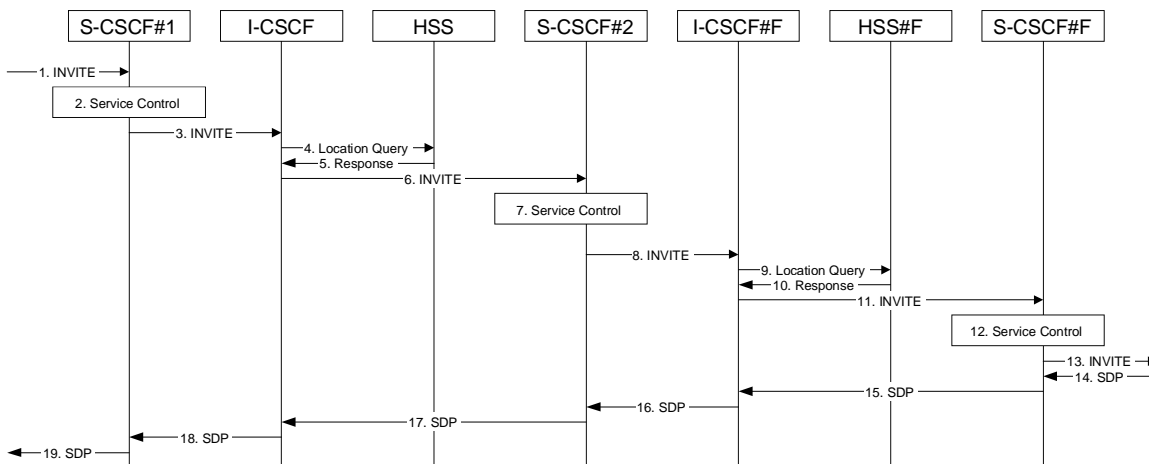 S-CSCF#1
I-CSCF
HSS
S-CSCF#2
I-CSCF#F
HSS#F
S-CSCF#F
1. INVITE
2. Service Control
3. INVITE
4. Location Query
5. Response
6. INVITE
7. Service Control
8. INVITE
9. Location Query
10. Response
11. INVITE
12. Service Control
13. INVITE
14. SDP
15. SDP
16. SDP
17. SDP
18. SDP
19. SDP